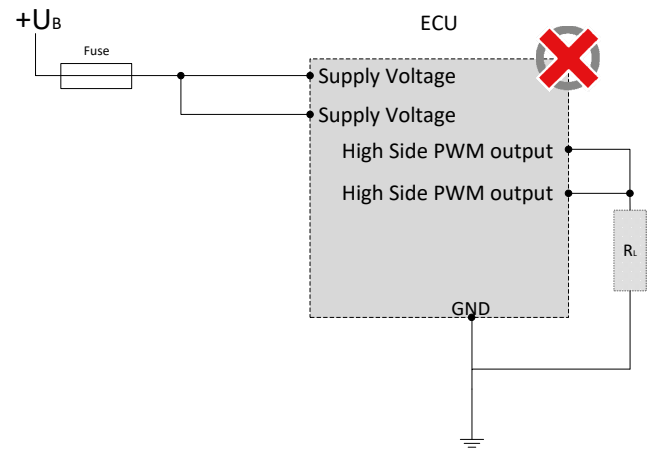 +UB
ECU
Fuse
Supply Voltage
Supply Voltage
High Side PWM output
High Side PWM output
RL
GND